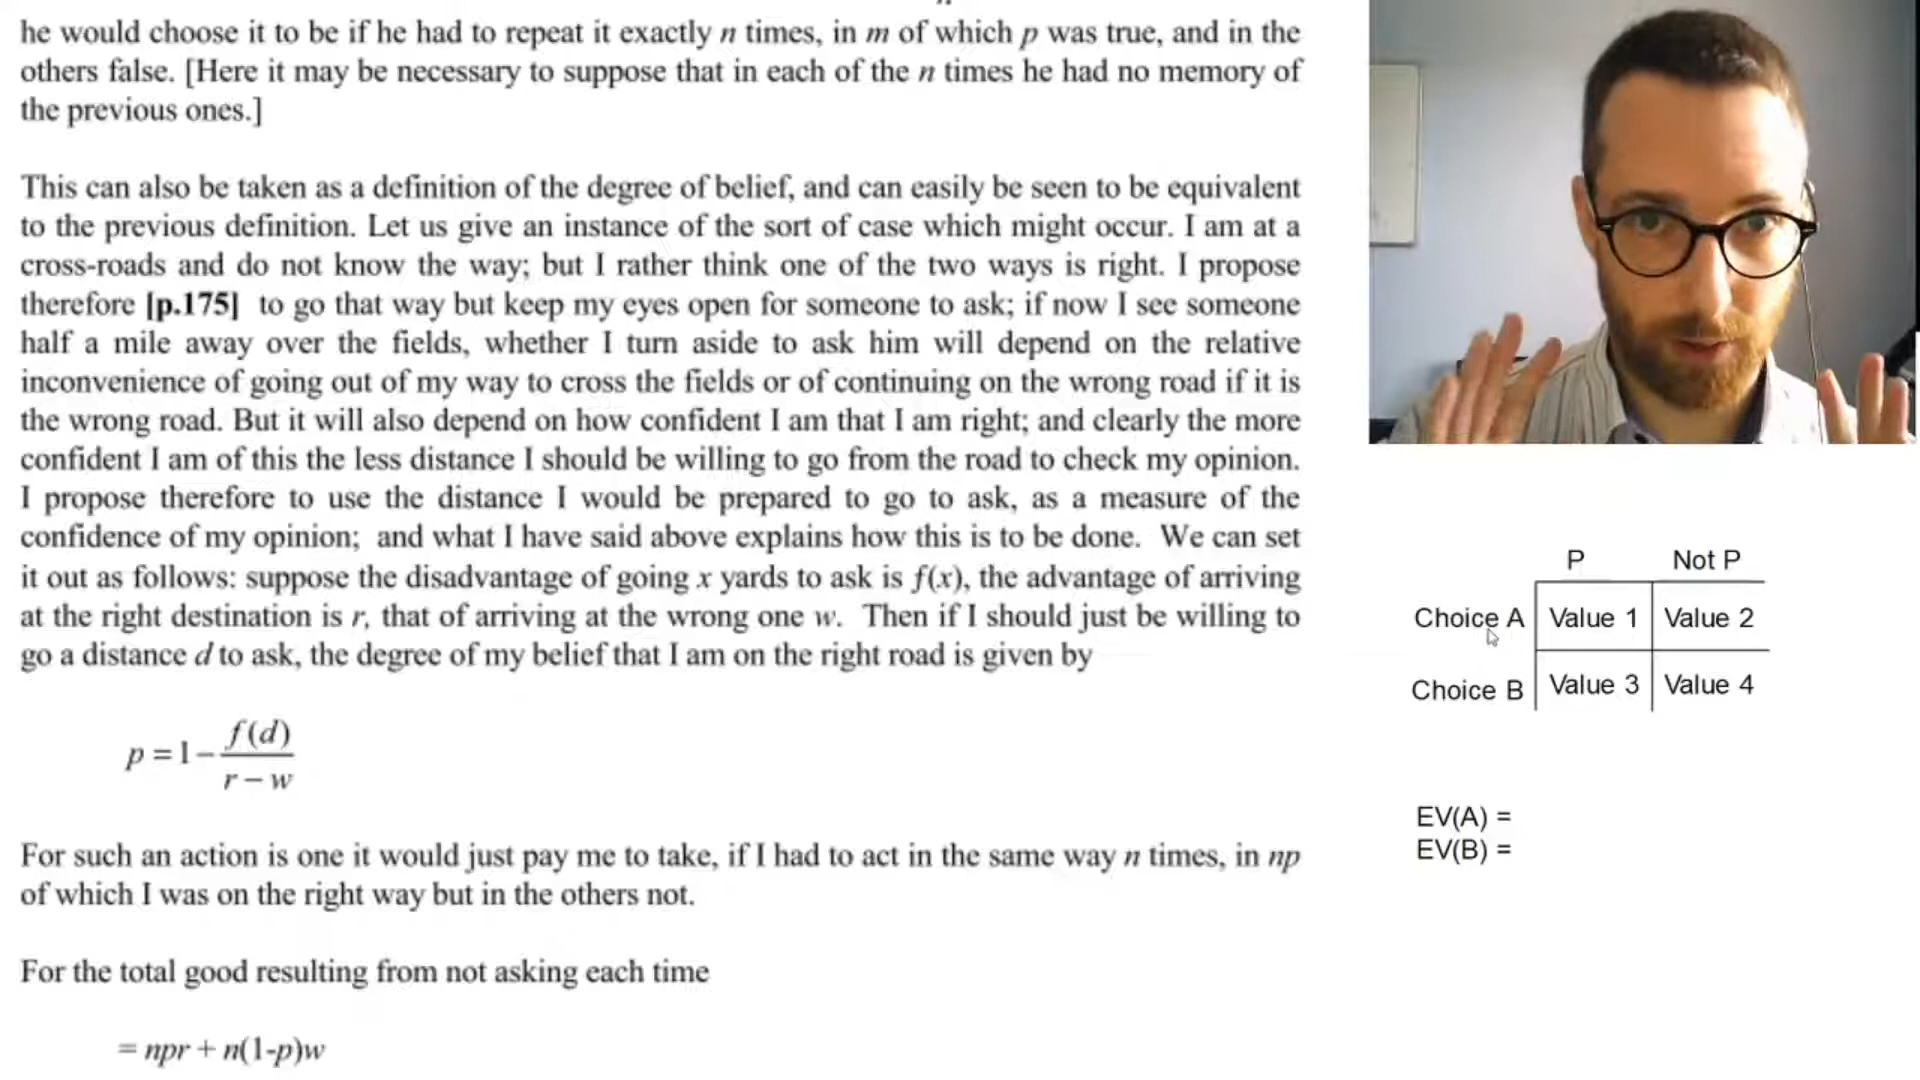 he would choose it to be if he had to repeat it exactly n times, in m of which p was true, and in the
others false. [Here it may be necessary to suppose that in each of the n times he had no memory of
the previous ones.]
This can also be taken as a definition of the degree of belief, and can easily be seen to be equivalent
to the previous definition. Let us give an instance of the sort of case which might occur. I am at a
cross-roads and do not know the way; but I rather think one of the two ways is right. I propose
therefore [p.175] to go that way but keep my eyes open for someone to ask; if now I see someone
half a mile away over the fields, whether I turn aside to ask him will depend on the relative
inconvenience of going out of my way to cross the fields or of continuing on the wrong road if it is
the wrong road. But it will also depend on how confident I am that I am right; and clearly the more
confident I am of this the less distance I should be willing to go from the road to check my opinion.
I propose therefore to use the distance I would be prepared to go to ask, as a measure of the
confidence of my opinion; and what I have said above explains how this is to be done. We can set
it out as follows: suppose the disadvantage of going x yards to ask is f(x), the advantage of arriving
at the right destination is r, that of arriving at the wrong one w. Then if I should just be willing to
go a distance d to ask, the degree of my belief that I am on the right road is given by
p = 1 - f(d) / r - w
For such an action is one it would just pay me to take, if I had to act in the same way n times, in np
of which I was on the right way but in the others not.
For the total good resulting from not asking each time
= npr + n(1-p)w
P Not P
Choice A Value 1 Value 2
Choice B Value 3 Value 4
EV(A) =
EV(B) =